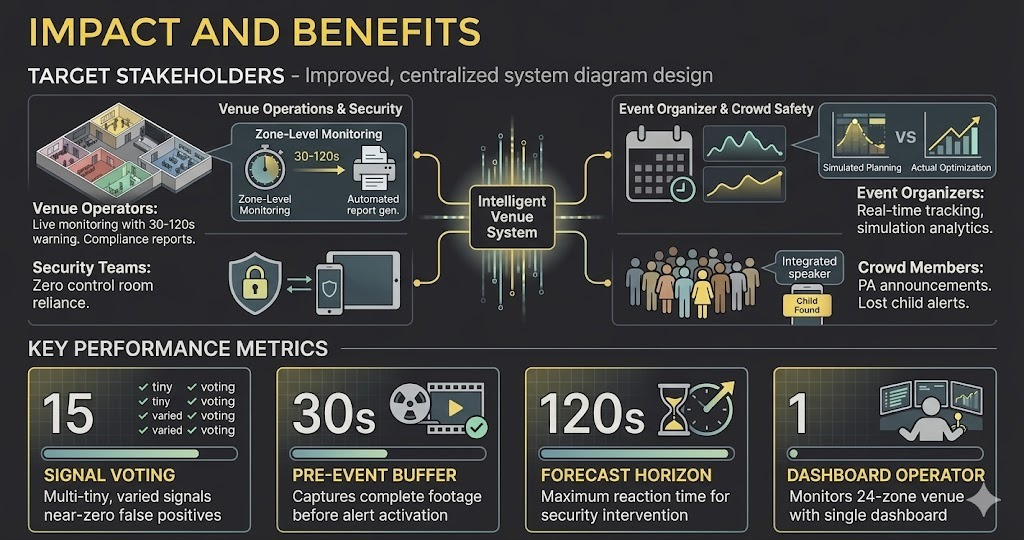 IMPACT AND BENEFITS
TARGET STAKEHOLDERS - Improved, centralized system diagram design
Venue Operations & Security
Zone-Level Monitoring
30-120s
Zone-Level
Monitoring
Automated
report gen.
Venue Operators:
Live monitoring with 30-120s
warning. Compliance reports.
Security Teams:
Zero control room
reliance.
Intelligent
Venue
System
Event Organizer & Crowd Safety
VS
Simulated Planning
Actual Optimization
Event Organizers:
Real-time tracking,
simulation analytics.
Integrated
speaker
Child
Found
Crowd Members:
PA announcements.
Lost child alerts.
KEY PERFORMANCE METRICS
15
✓ tiny ✓ voting
✓ tiny ✓ voting
✓ varied ✓ voting
✓ varied ✓ voting
SIGNAL VOTING
Multi-tiny, varied signals
near-zero false positives
30s
PRE-EVENT BUFFER
Captures complete footage
before alert activation
120s
FORECAST HORIZON
Maximum reaction time for
security intervention
1
DASHBOARD OPERATOR
Monitors 24-zone venue
with single dashboard